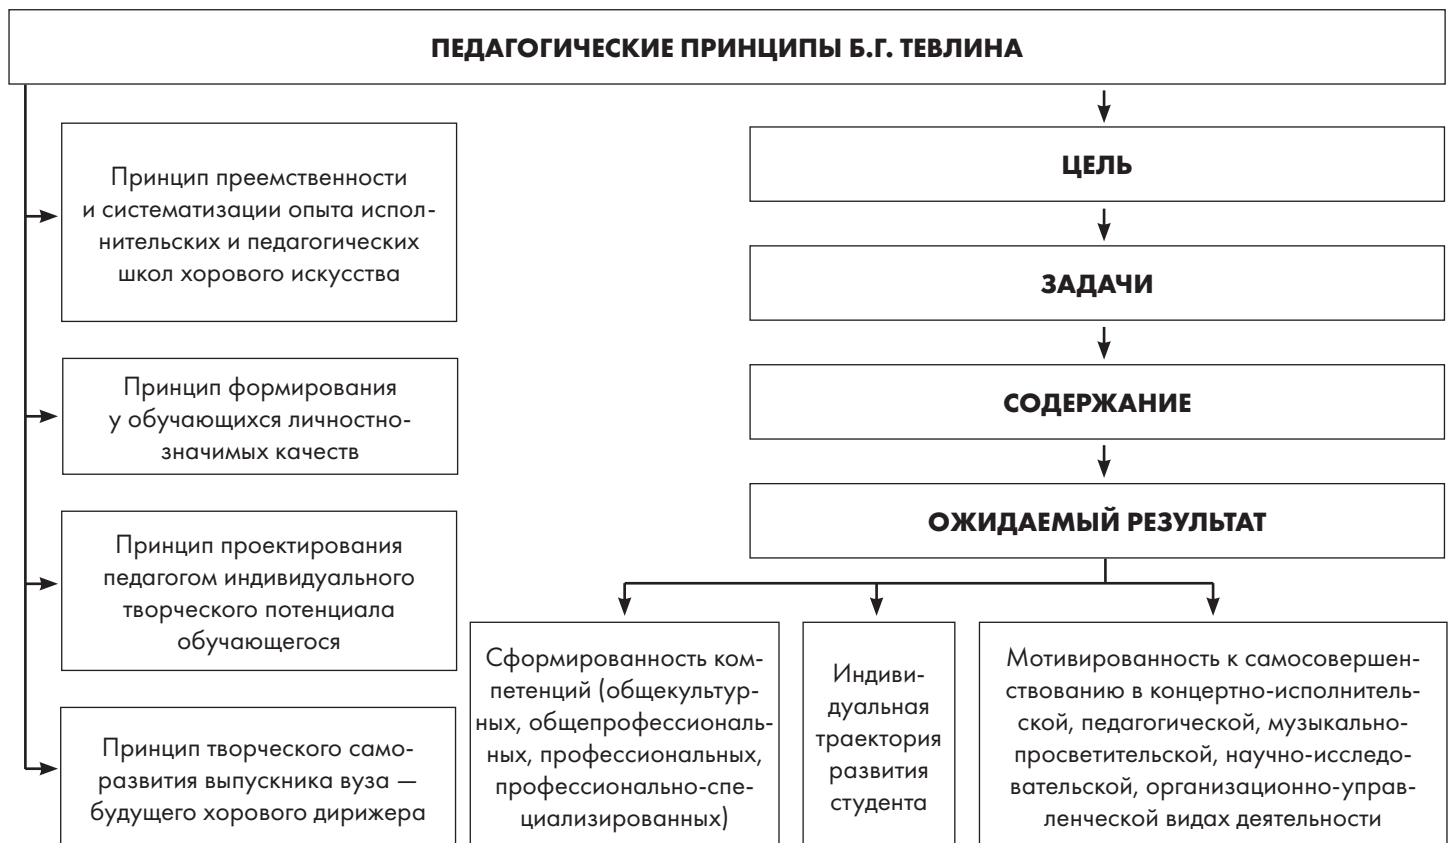 ПЕДАГОГИЧЕСКИЕ ПРИНЦИПЫ Б.Г. ТЕВЛИНА
Принцип преемственности
и систематизации опыта испол-
нительских и педагогических
школ хорового искусства
Принцип формирования
у обучающихся личностно-
значимых качеств
Принцип проектирования
педагогом индивидуального
творческого потенциала
обучающегося
Принцип творческого само-
развития выпускника вуза —
будущего хорового дирижера
ЦЕЛЬ
ЗАДАЧИ
СОДЕРЖАНИЕ
ОЖИДАЕМЫЙ РЕЗУЛЬТАТ
Сформированность ком-
петенций (общекультур-
ных, общепрофессиональ-
ных, профессиональных,
профессионально-спе-
циализированных)
Индиви-
дуальная
траектория
развития
студента
Мотивированность к самосовершен-
ствованию в концертно-исполнитель-
ской, педагогической, музыкально-
просветительской, научно-исследо-
вательской, организационно-управ-
ленческой видах деятельности